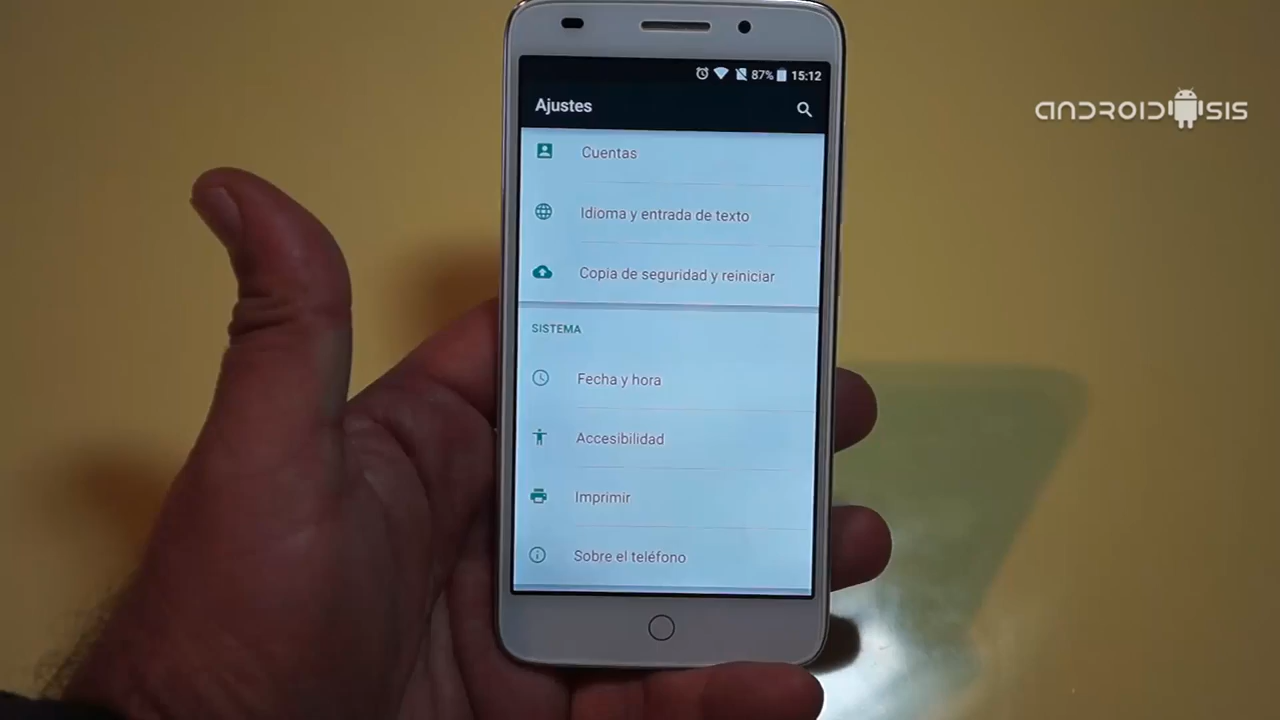 87% 15:12
Ajustes
ANDROIDSIS
Cuentas
Idioma y entrada de texto
Copia de seguridad y reiniciar
SISTEMA
Fecha y hora
Accesibilidad
Imprimir
Sobre el teléfono